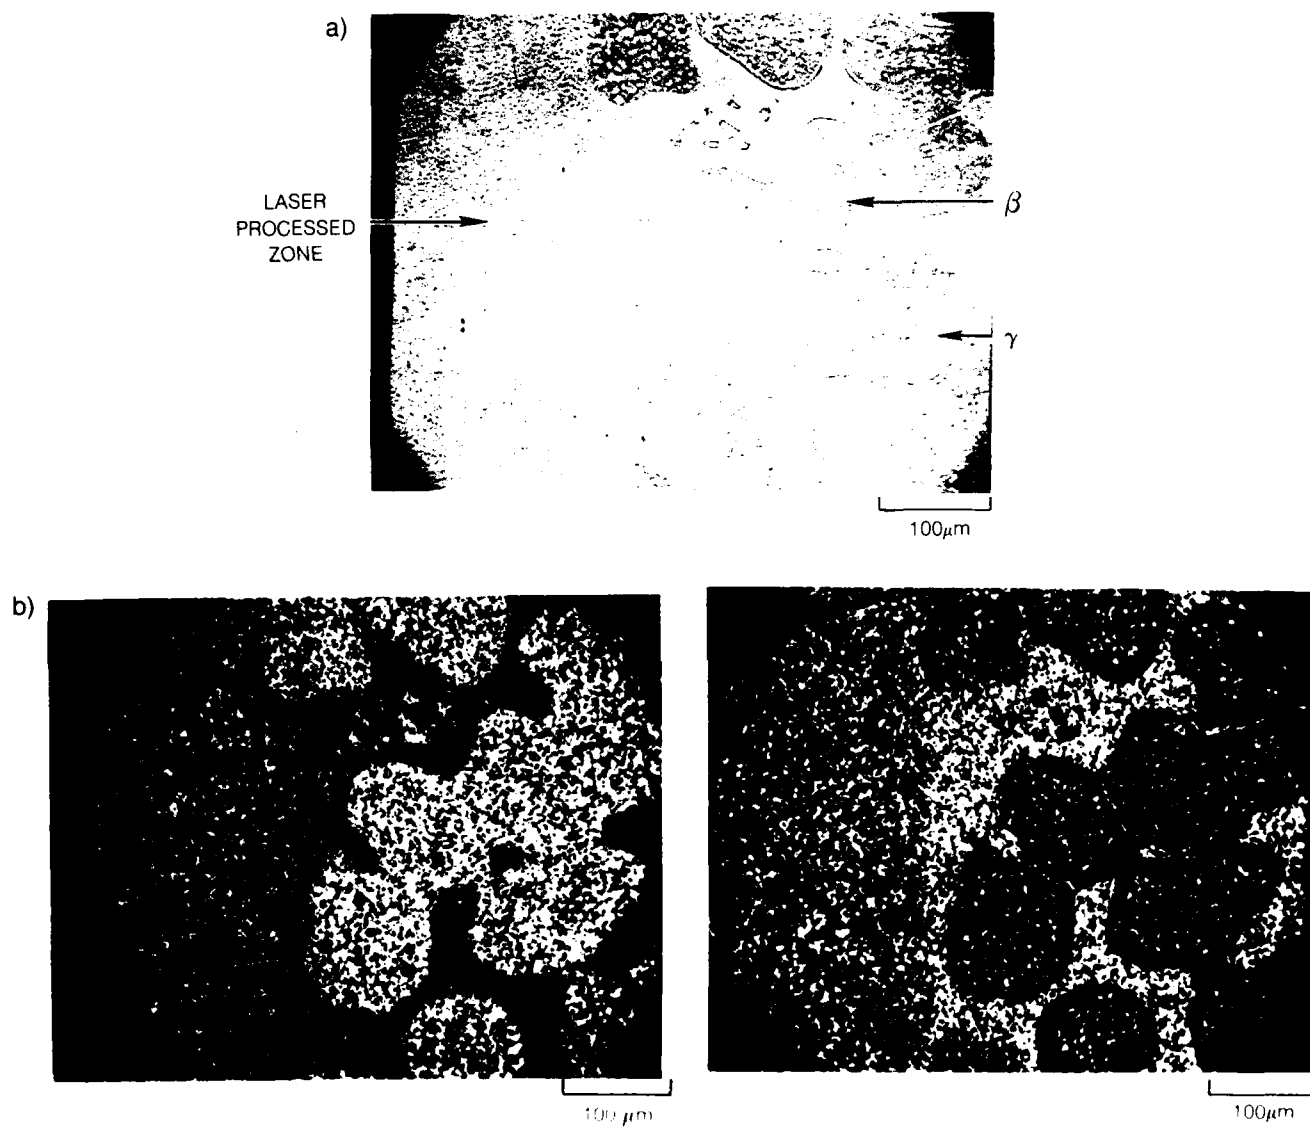 a)
LASER
PROCESSED
ZONE
β
γ
100μm
b)
100 μm
100μm